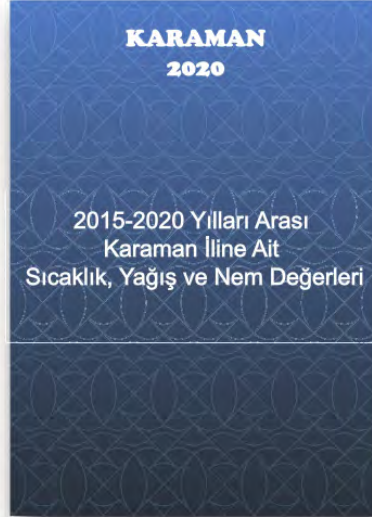 KARAMAN
2020
2015-2020 Yılları Arası
Karaman İline Ait
Sıcaklık, Yağış ve Nem Değerleri